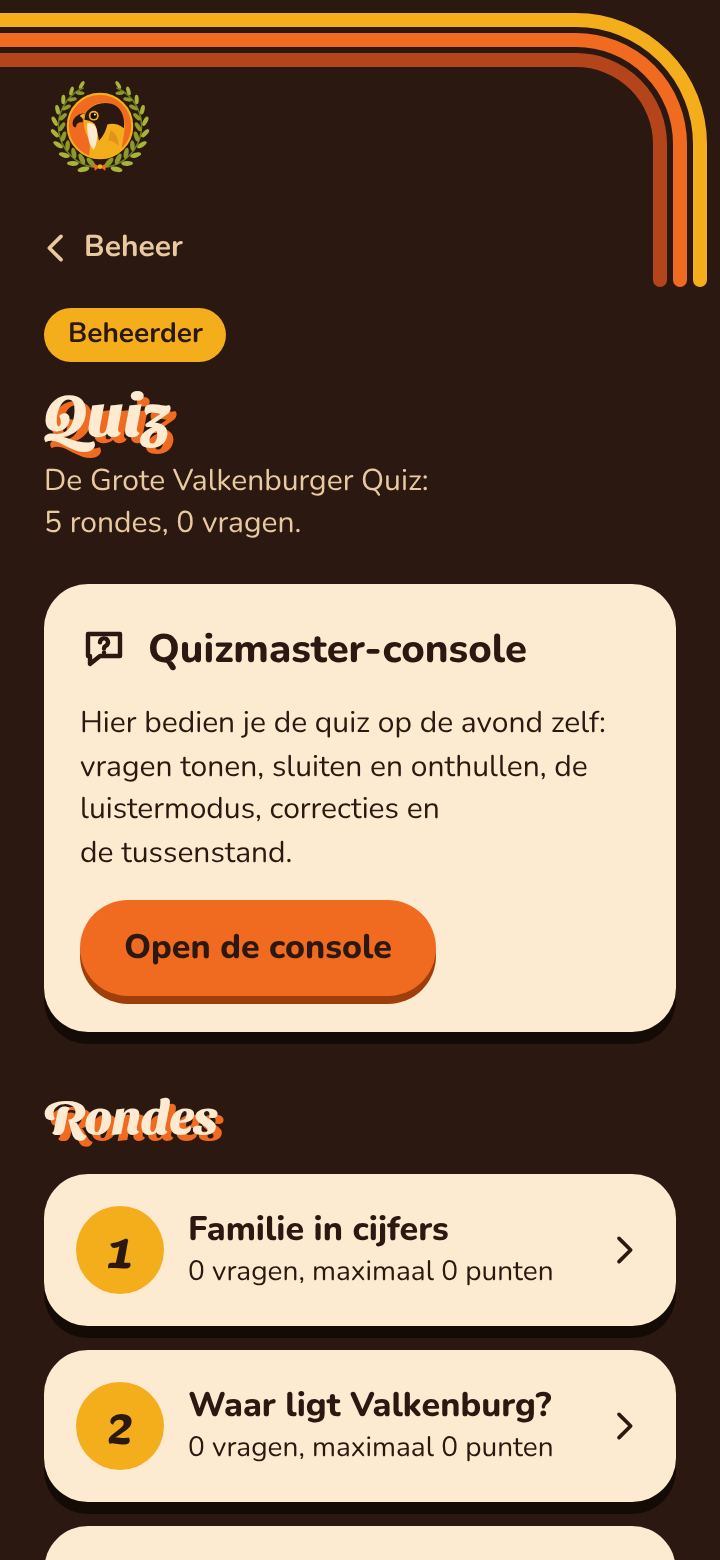 Beheer
Beheerder
Quiz
De Grote Valkenburger Quiz:
5 rondes, 0 vragen.
Quizmaster-console
Hier bedien je de quiz op de avond zelf:
vragen tonen, sluiten en onthullen, de
luistermodus, correcties en
de tussenstand.
Open de console
Rondes
1
Familie in cijfers
0 vragen, maximaal 0 punten
2
Waar ligt Valkenburg?
0 vragen, maximaal 0 punten